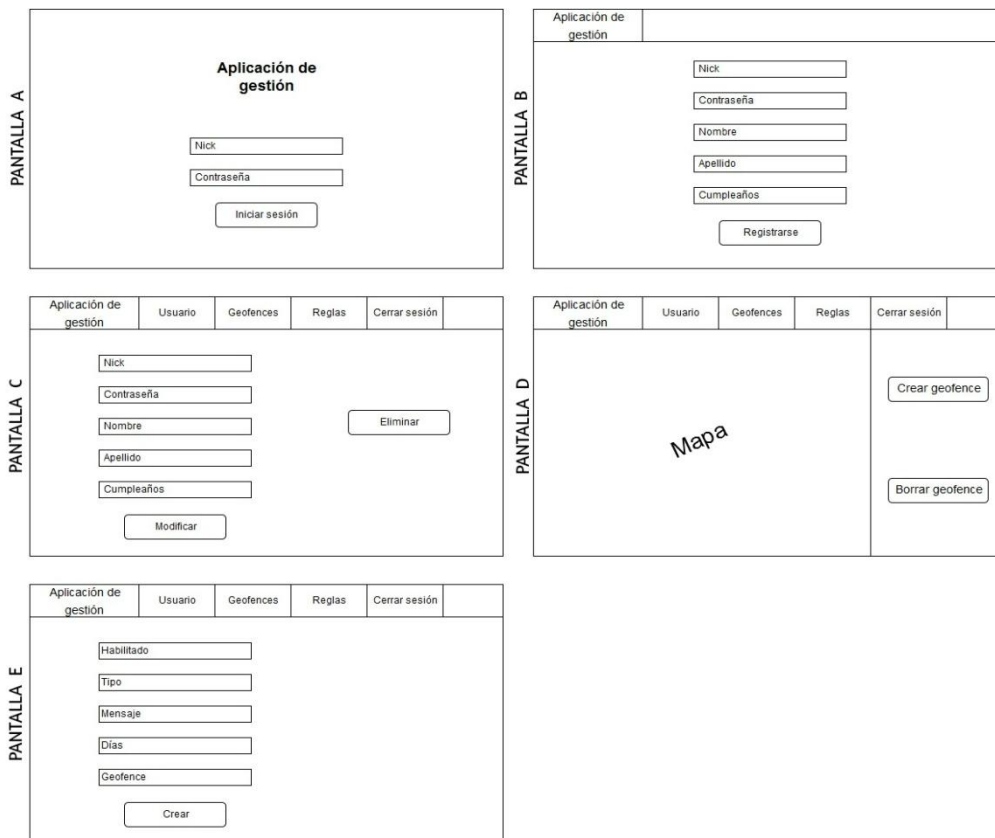 PANTALLA A
Aplicación de
gestión
Nick
Contraseña
Iniciar sesión
PANTALLA B
Aplicación de
gestión
Nick
Contraseña
Nombre
Apellido
Cumpleaños
Registrarse
PANTALLA C
Aplicación de
gestión
Usuario
Geofences
Reglas
Cerrar sesión
Nick
Contraseña
Nombre
Apellido
Cumpleaños
Modificar
Eliminar
PANTALLA D
Aplicación de
gestión
Usuario
Geofences
Reglas
Cerrar sesión
Mapa
Crear geofence
Borrar geofence
PANTALLA E
Aplicación de
gestión
Usuario
Geofences
Reglas
Cerrar sesión
Habilitado
Tipo
Mensaje
Días
Geofence
Crear